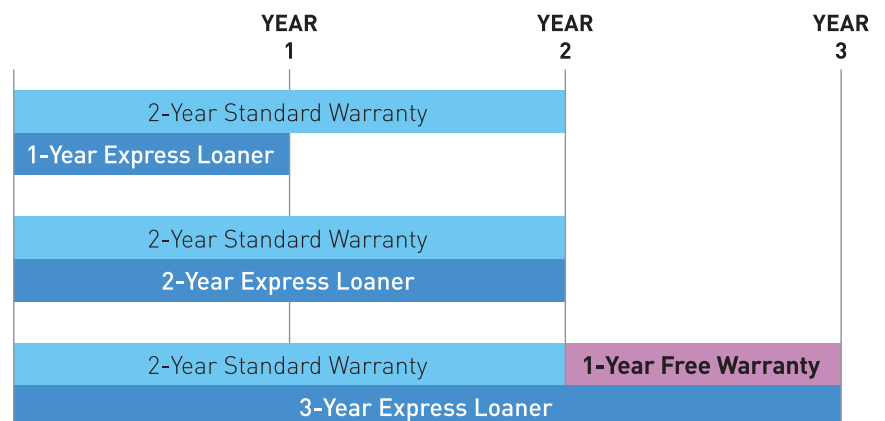 YEAR YEAR YEAR
1 2 3
2-Year Standard Warranty
1-Year Express Loaner
2-Year Standard Warranty
2-Year Express Loaner
2-Year Standard Warranty 1-Year Free Warranty
3-Year Express Loaner